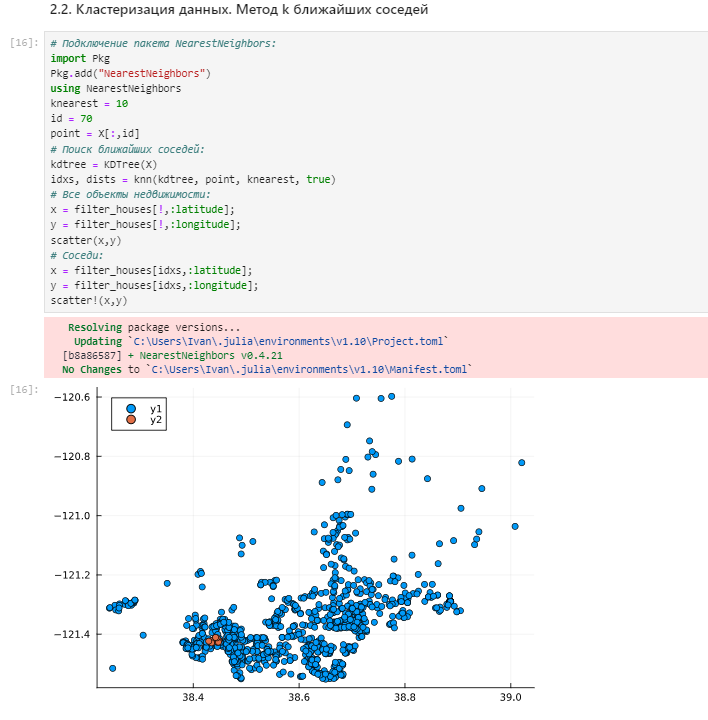 2.2. Кластеризация данных. Метод k ближайших соседей
[16]:
# Подключение пакета NearestNeighbors:
import Pkg
Pkg.add("NearestNeighbors")
using NearestNeighbors
knearest = 10
id = 70
point = X[:,id]
# Поиск ближайших соседей:
kdtree = KDTree(X)
idxs, dists = knn(kdtree, point, knearest, true)
# Все объекты недвижимости:
x = filter_houses[!,:latitude];
y = filter_houses[!,:longitude];
scatter(x,y)
# Соседи:
x = filter_houses[idxs,:latitude];
y = filter_houses[idxs,:longitude];
scatter!(x,y)
Resolving package versions...
Updating `C:\Users\Ivan\.julia\environments\v1.10\Project.toml`
[b8a86587] + NearestNeighbors v0.4.21
No Changes to `C:\Users\Ivan\.julia\environments\v1.10\Manifest.toml`
[16]:
y1
y2
−120.6
−120.8
−121.0
−121.2
−121.4
38.4 38.6 38.8 39.0